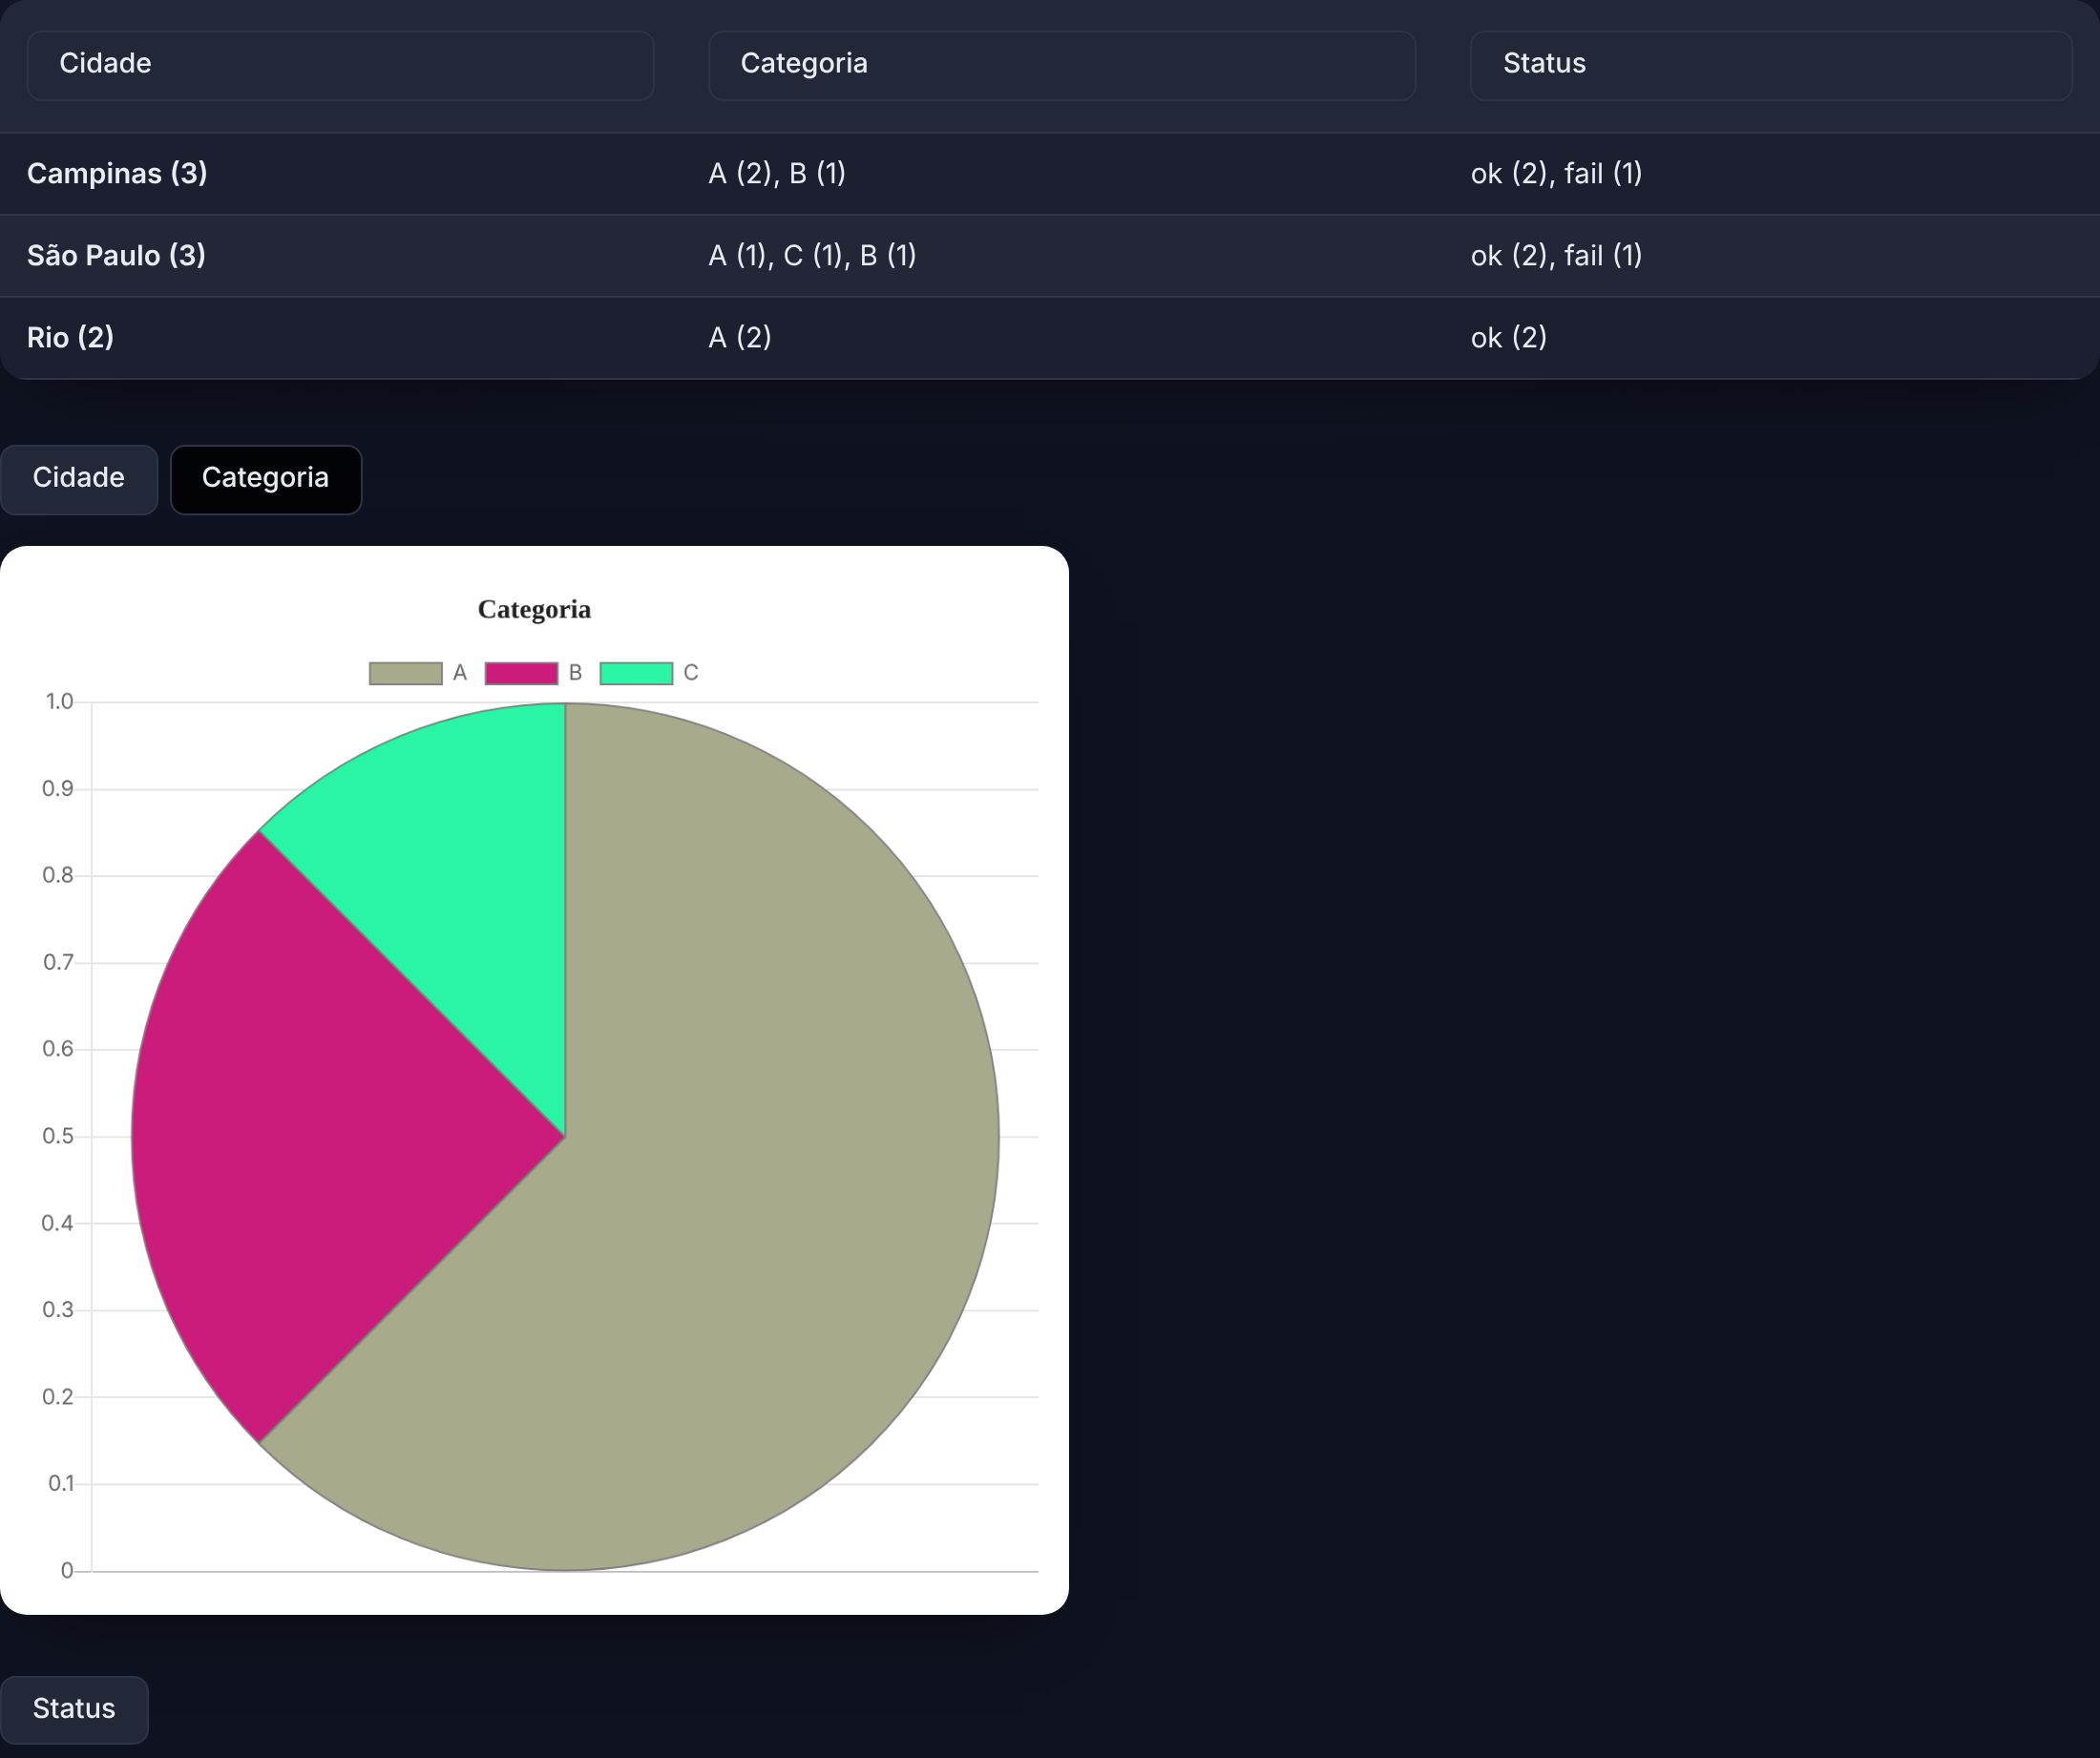 Cidade Categoria Status
Campinas (3) A (2), B (1) ok (2), fail (1)
São Paulo (3) A (1), C (1), B (1) ok (2), fail (1)
Rio (2) A (2) ok (2)
Cidade Categoria
Categoria
A B C
1.0
0.9
0.8
0.7
0.6
0.5
0.4
0.3
0.2
0.1
0
Status